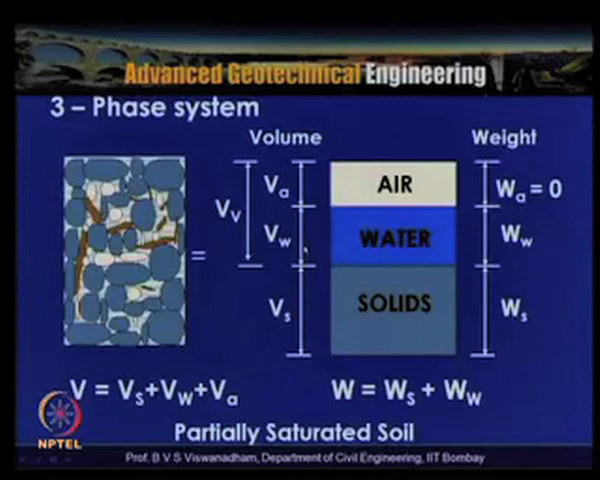 Advanced Geotechnical Engineering
3 – Phase system
Volume
Weight
Va
AIR
Wa = 0
Vv
Vw
WATER
Ww
=
Vs
SOLIDS
Ws
V = Vs+Vw+Va
W = Ws + Ww
NPTEL
Partially Saturated Soil
Prof. B V S Viswanadham, Department of Civil Engineering, IIT Bombay